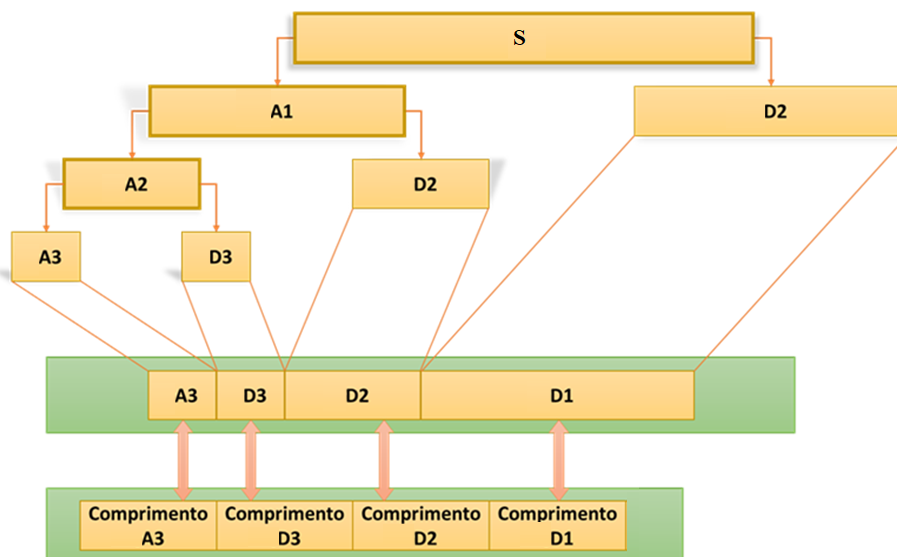 S
A1
D2
A2
D2
A3
D3
A3
D3
D2
D1
Comprimento
A3
Comprimento
D3
Comprimento
D2
Comprimento
D1